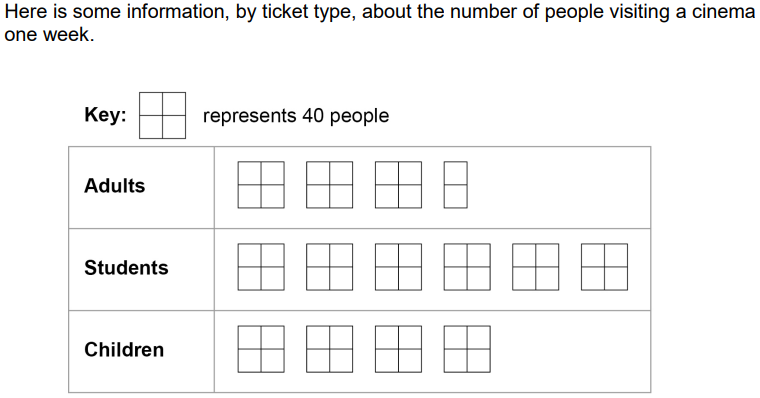 Here is some information, by ticket type, about the number of people visiting a cinema
one week.
Key: represents 40 people
Adults
Students
Children